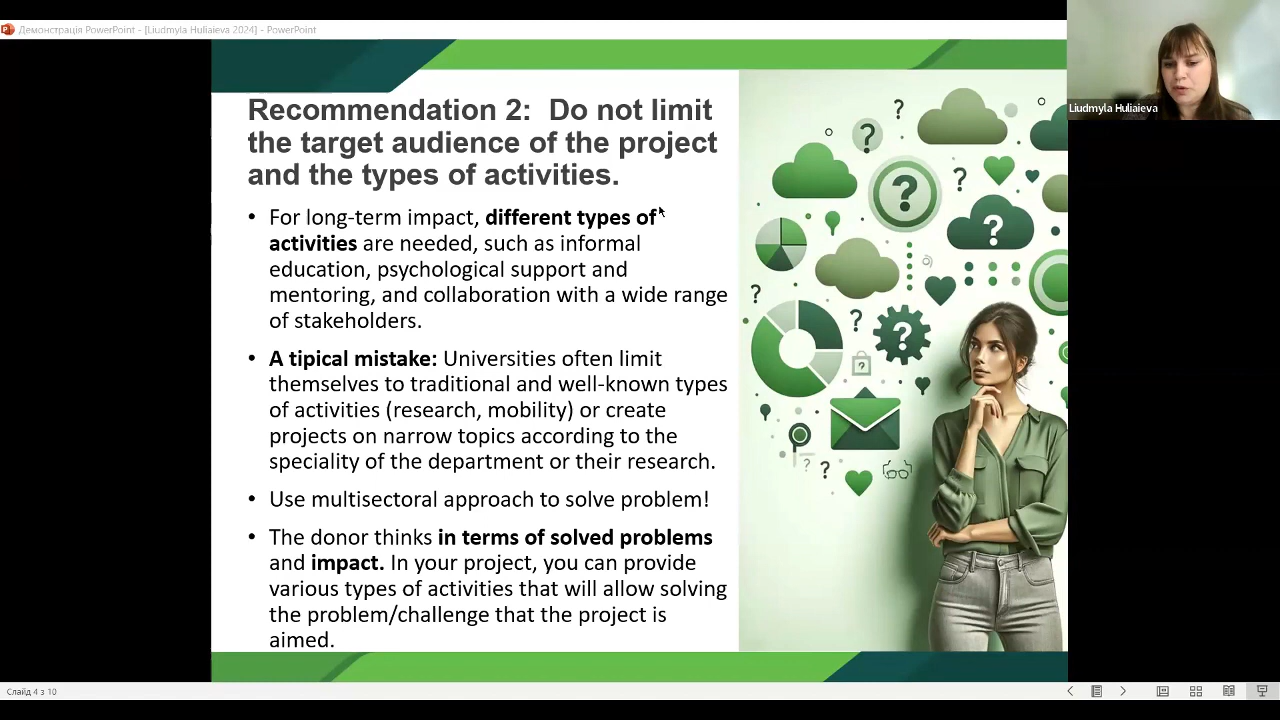 Демонстрація PowerPoint - [Liudmyla Huliaieva 2024] - PowerPoint
Liudmyla Huliaieva
Recommendation 2: Do not limit
the target audience of the project
and the types of activities.
• For long-term impact, different types of
activities are needed, such as informal
education, psychological support and
mentoring, and collaboration with a wide range
of stakeholders.
• A tipical mistake: Universities often limit
themselves to traditional and well-known types
of activities (research, mobility) or create
projects on narrow topics according to the
speciality of the department or their research.
• Use multisectoral approach to solve problem!
• The donor thinks in terms of solved problems
and impact. In your project, you can provide
various types of activities that will allow solving
the problem/challenge that the project is
aimed.
Слайд 4 з 10